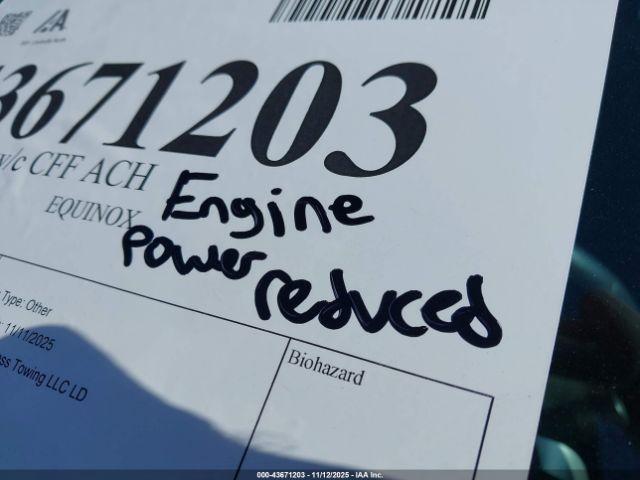 3671203
v/c CFF ACH
EQUINOX
Engine
Power
reduced
Type: Other
11/11/2025
ss Towing LLC LD
Biohazard
000-43671203 - 11/12/2025 - IAA Inc.